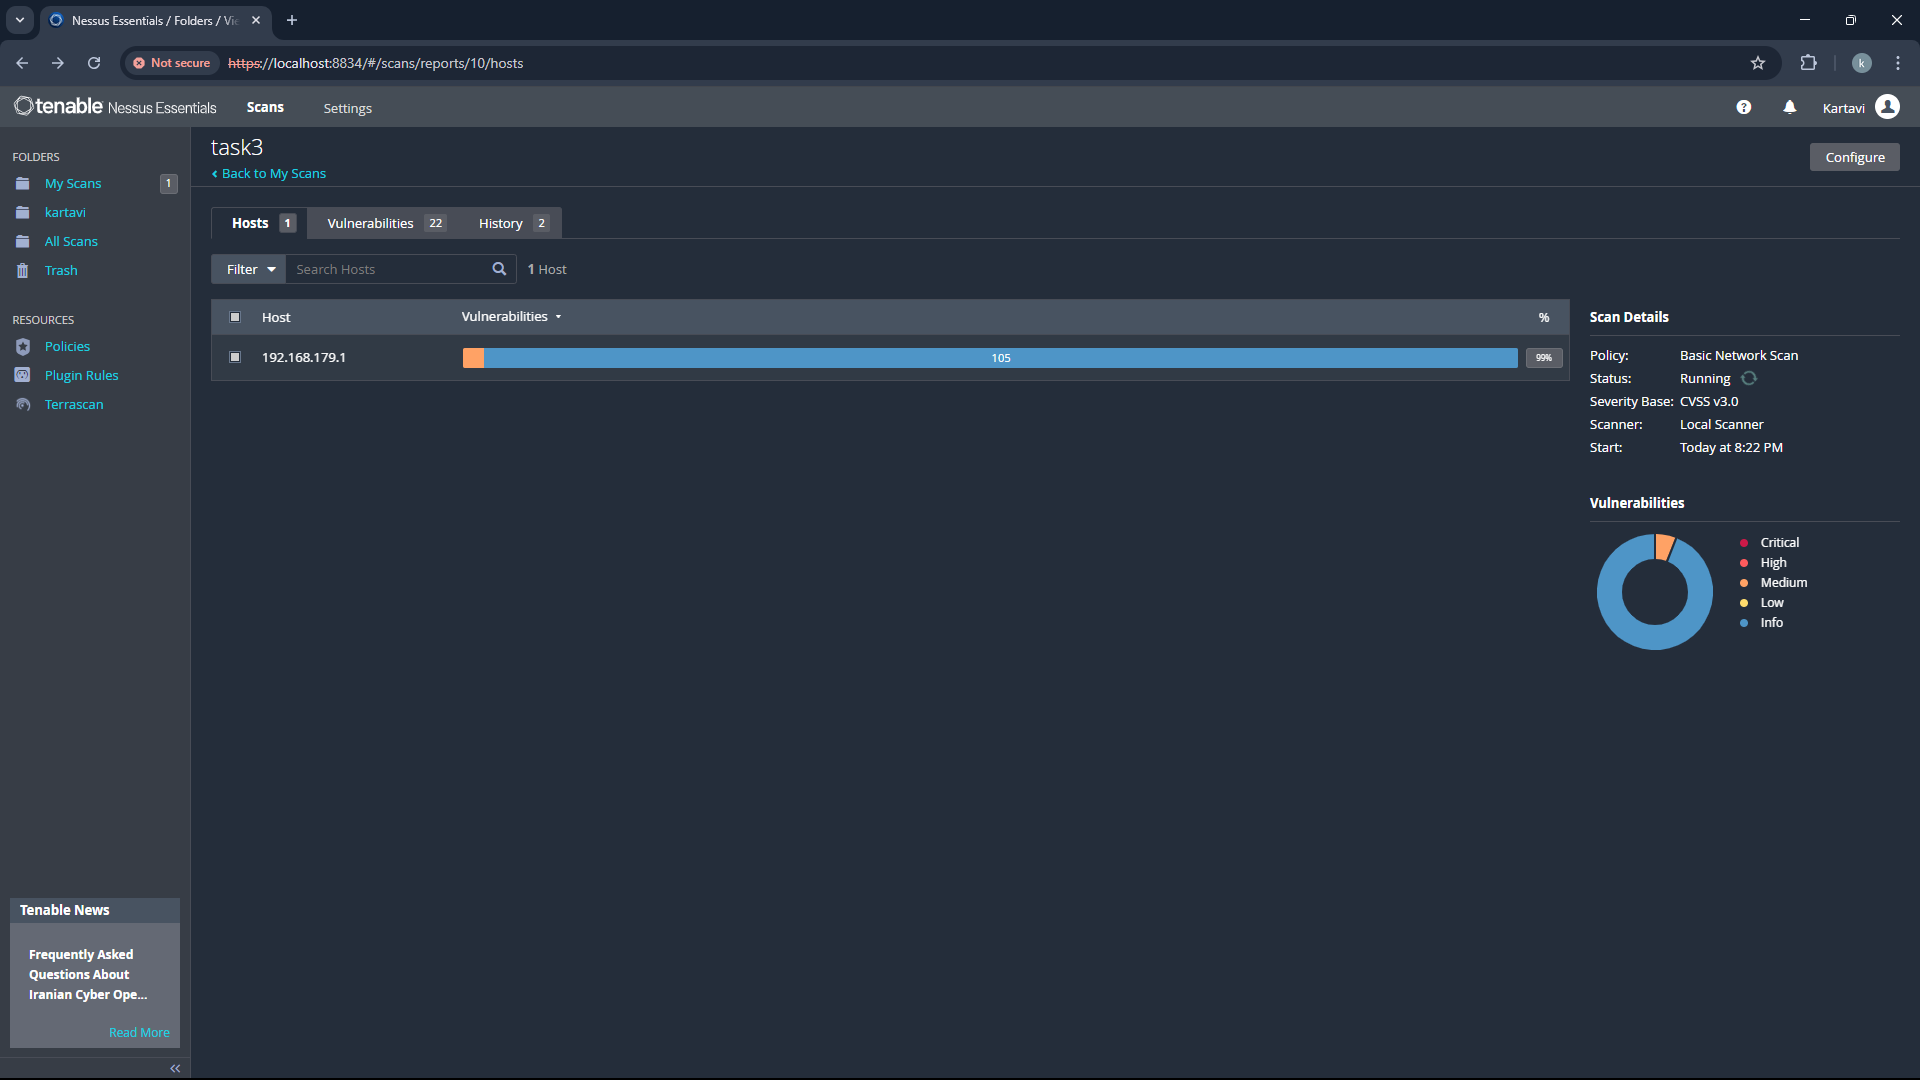 Nessus Essentials / Folders / Vie
Not secure
https://localhost:8834/#/scans/reports/10/hosts
k
tenable Nessus Essentials
Scans
Settings
?
Kartavi
FOLDERS
My Scans 1
kartavi
All Scans
Trash
RESOURCES
Policies
Plugin Rules
Terrascan
Tenable News
Frequently Asked
Questions About
Iranian Cyber Ope...
Read More
task3
Back to My Scans
Configure
Hosts 1
Vulnerabilities 22
History 2
Filter
Search Hosts
1 Host
Host
Vulnerabilities
%
192.168.179.1
105
99%
Scan Details
Policy: Basic Network Scan
Status: Running
Severity Base: CVSS v3.0
Scanner: Local Scanner
Start: Today at 8:22 PM
Vulnerabilities
Critical
High
Medium
Low
Info